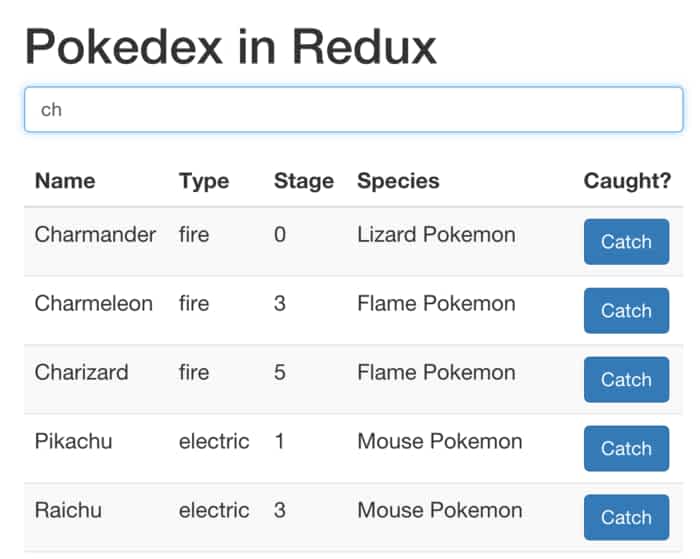 Pokedex in Redux
ch
Name Type Stage Species Caught?
Charmander fire 0 Lizard Pokemon Catch
Charmeleon fire 3 Flame Pokemon Catch
Charizard fire 5 Flame Pokemon Catch
Pikachu electric 1 Mouse Pokemon Catch
Raichu electric 3 Mouse Pokemon Catch